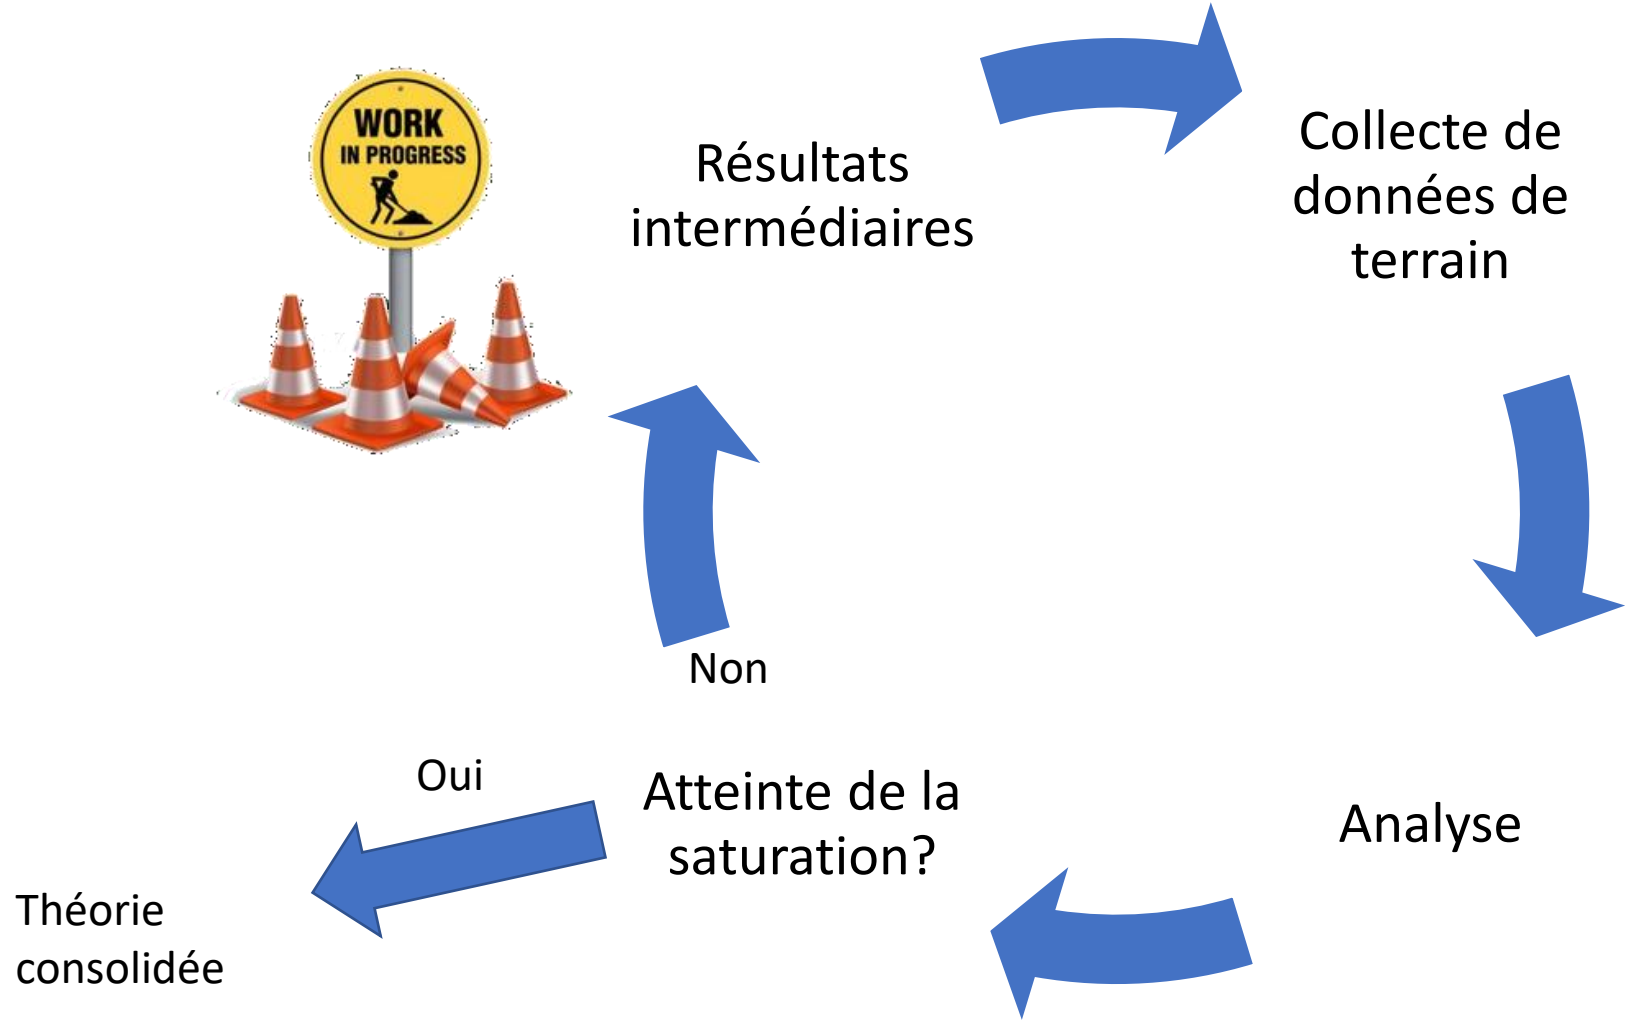 WORK
IN PROGRESS
Résultats
intermédiaires
Collecte de
données de
terrain
Non
Oui
Atteinte de la
saturation?
Analyse
Théorie
consolidée